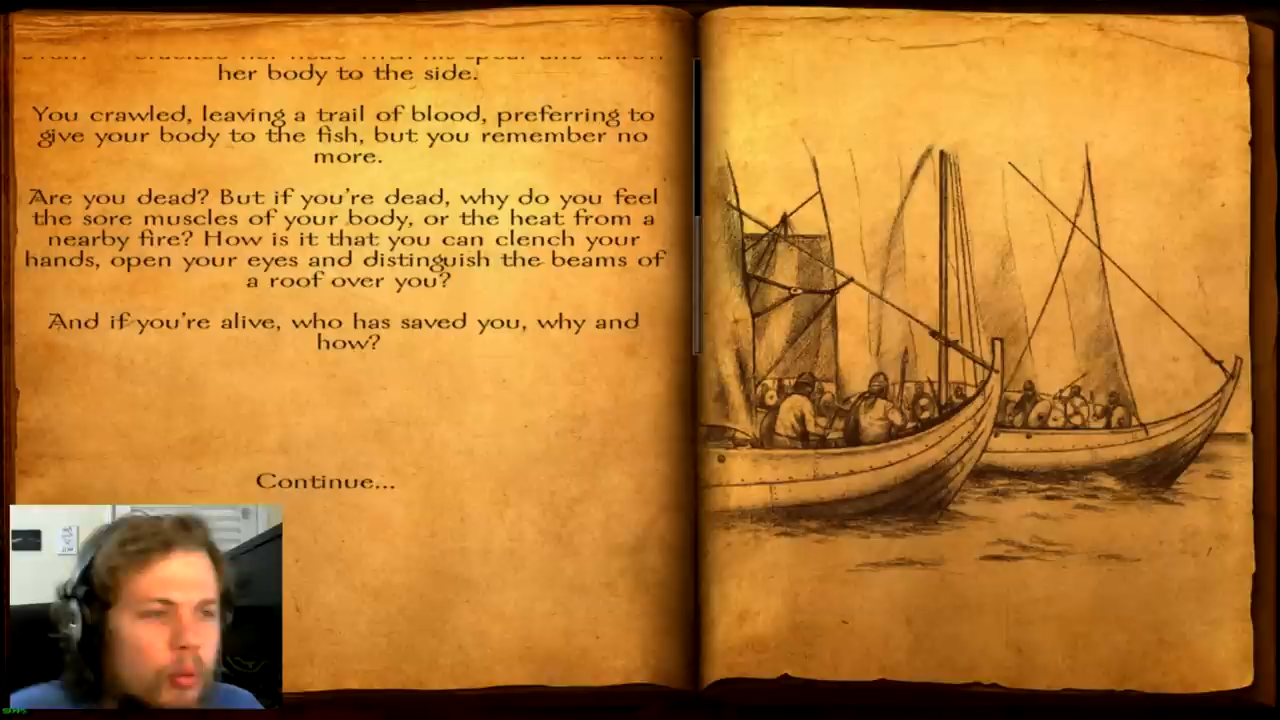 her body to the side.
You crawled, leaving a trail of blood, preferring to
give your body to the fish, but you remember no
more.
Are you dead? But if you're dead, why do you feel
the sore muscles of your body, or the heat from a
nearby fire? How is it that you can clench your
hands, open your eyes and distinguish the beams of
a roof over you?
And if you're alive, who has saved you, why and
how?
Continue...